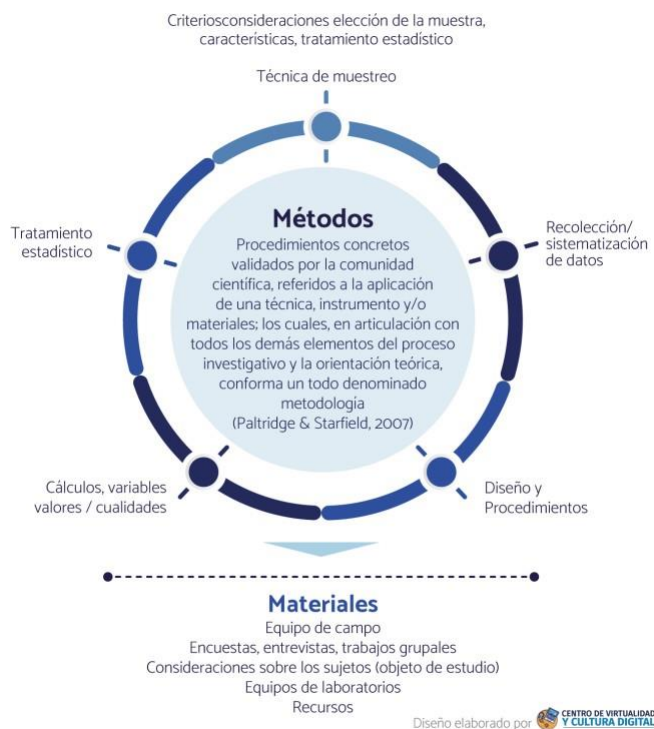 Criteriosconsideraciones elección de la muestra,
características, tratamiento estadístico
Técnica de muestreo
Tratamiento
estadístico
Métodos
Procedimientos concretos
validados por la comunidad
científica, referidos a la aplicación
de una técnica, instrumento y/o
materiales; los cuales, en articulación con
todos los demás elementos del proceso
investigativo y la orientación teórica,
conforma un todo denominado
metodología
(Paltridge & Starfield, 2007)
Recolección/
sistematización
de datos
Cálculos, variables
valores / cualidades
Diseño y
Procedimientos
Materiales
Equipo de campo
Encuestas, entrevistas, trabajos grupales
Consideraciones sobre los sujetos (objeto de estudio)
Equipos de laboratorios
Recursos
Diseño elaborado por
CENTRO DE VIRTUALIDAD
Y CULTURA DIGITAL